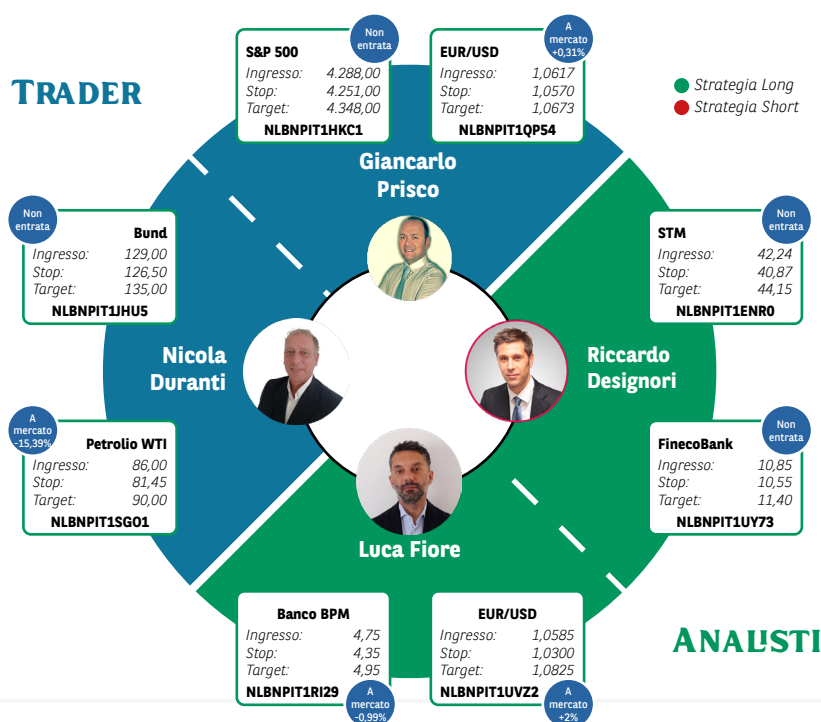 TRADER
S&P 500
Non
entrata
Ingresso: 4.288,00
Stop: 4.251,00
Target: 4.348,00
NLBNPIT1HKC1
EUR/USD
A
mercato
+0,31%
Ingresso: 1,0617
Stop: 1,0570
Target: 1,0673
NLBNPIT1QP54
Strategia Long
Strategia Short
Giancarlo
Prisco
Non
entrata
Bund
Ingresso: 129,00
Stop: 126,50
Target: 135,00
NLBNPIT1JHU5
STM
Non
entrata
Ingresso: 42,24
Stop: 40,87
Target: 44,15
NLBNPIT1ENR0
Nicola
Duranti
Riccardo
Designori
A
mercato
-15,39%
Petrolio WTI
Ingresso: 86,00
Stop: 81,45
Target: 90,00
NLBNPIT1SGO1
FinecoBank
Non
entrata
Ingresso: 10,85
Stop: 10,55
Target: 11,40
NLBNPIT1UY73
Luca Fiore
Banco BPM
Ingresso: 4,75
Stop: 4,35
Target: 4,95
NLBNPIT1RI29
A
mercato
-0,99%
EUR/USD
Ingresso: 1,0585
Stop: 1,0300
Target: 1,0825
NLBNPIT1UVZ2
A
mercato
+2%
ANALISTI